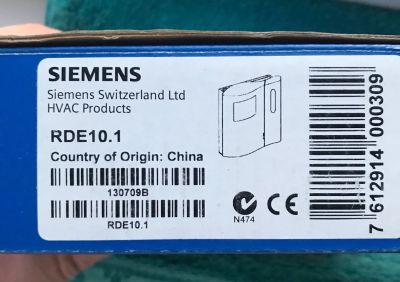 SIEMENS
Siemens Switzerland Ltd
HVAC Products
RDE10.1
Country of Origin: China
130709B
RDE10.1
N474
CE
7 612914 000309